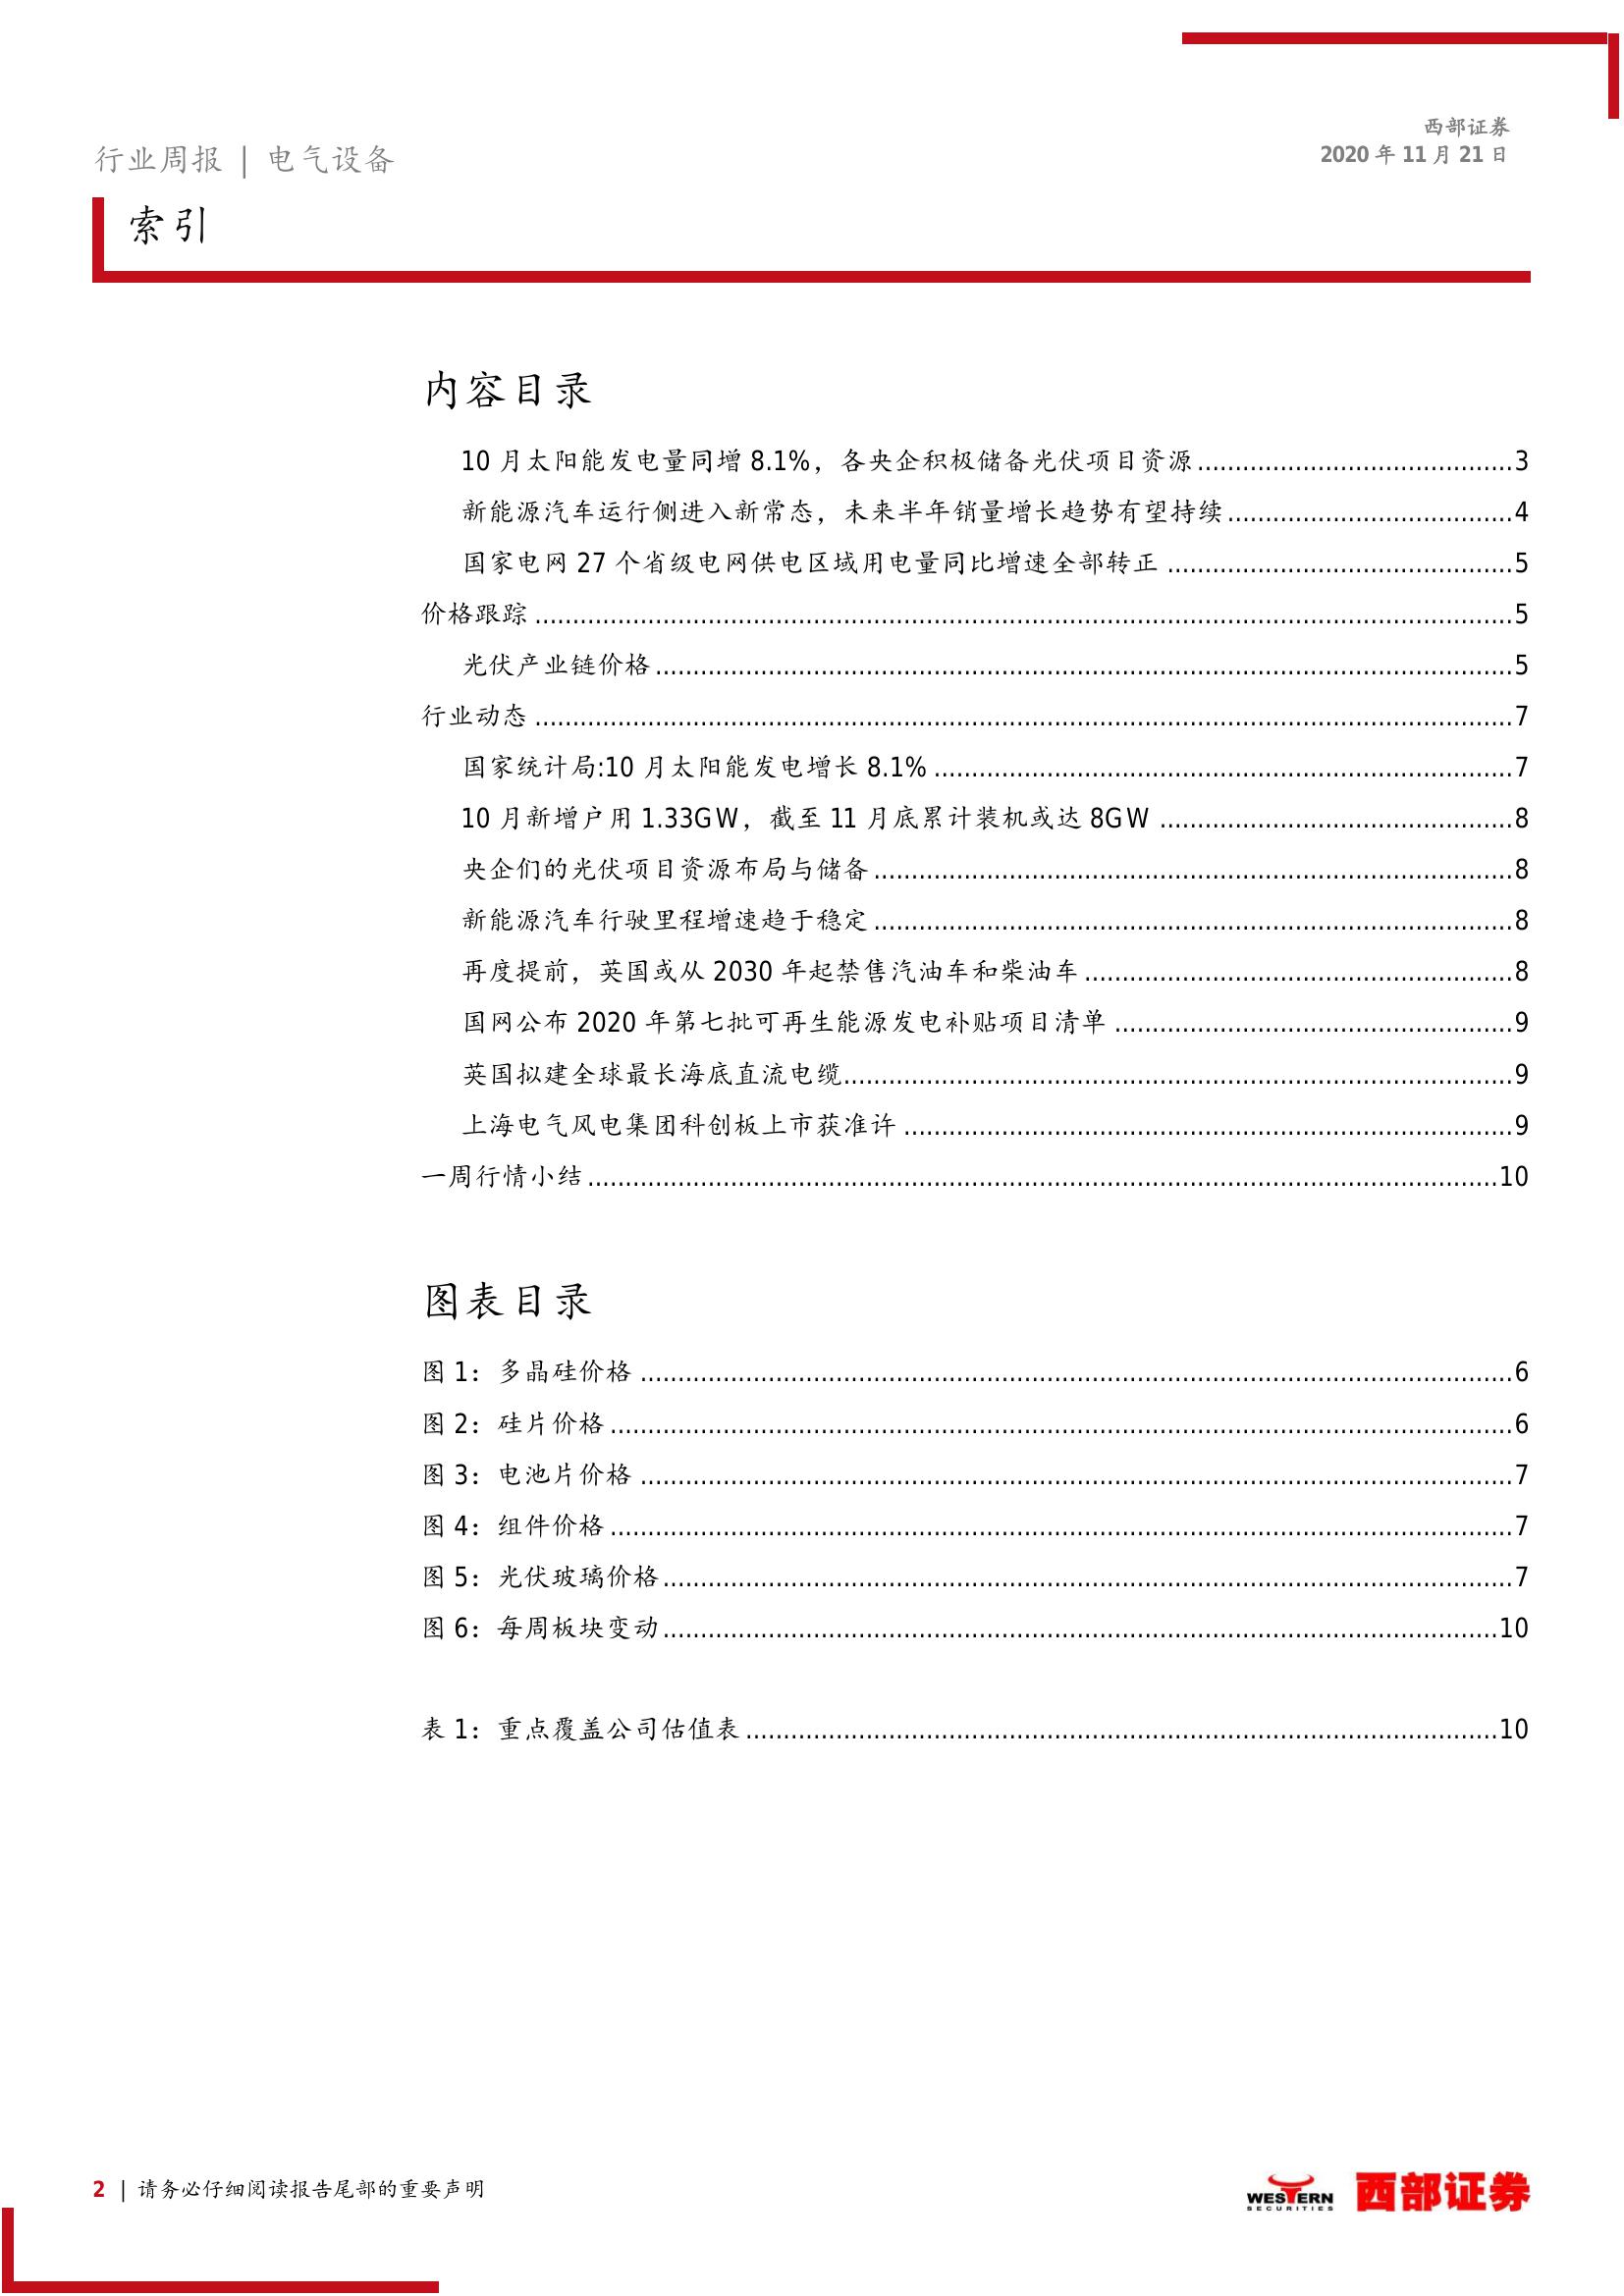 西部证券
行业周报 | 电气设备
2020 年 11 月 21 日
索引
内容目录
10 月太阳能发电量同增 8.1%，各央企积极储备光伏项目资源..........................................3
新能源汽车运行侧进入新常态，未来半年销量增长趋势有望持续......................................4
国家电网 27 个省级电网供电区域用电量同比增速全部转正..............................................5
价格跟踪..................................................................................................................................5
光伏产业链价格..................................................................................................................5
行业动态..................................................................................................................................7
国家统计局:10 月太阳能发电增长 8.1%.............................................................................7
10 月新增户用 1.33GW，截至 11 月底累计装机或达 8GW...............................................8
央企们的光伏项目资源布局与储备.....................................................................................8
新能源汽车行驶里程增速趋于稳定.....................................................................................8
再度提前，英国或从 2030 年起禁售汽油车和柴油车.........................................................8
国网公布 2020 年第七批可再生能源发电补贴项目清单.....................................................9
英国拟建全球最长海底直流电缆.........................................................................................9
上海电气风电集团科创板上市获准许.................................................................................9
一周行情小结.........................................................................................................................10
图表目录
图 1：多晶硅价格....................................................................................................................6
图 2：硅片价格........................................................................................................................6
图 3：电池片价格....................................................................................................................7
图 4：组件价格........................................................................................................................7
图 5：光伏玻璃价格.................................................................................................................7
图 6：每周板块变动...............................................................................................................10
表 1：重点覆盖公司估值表....................................................................................................10
2 | 请务必仔细阅读报告尾部的重要声明
WESTERN
SECURITIES
西部证券